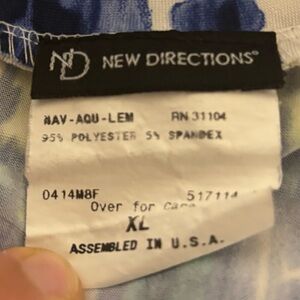 ND NEW DIRECTIONS®
NAV-AQU-LEM RN 31104
95% POLYESTER 5% SPANDEX
0414M8F 517114
Over for Care
XL
ASSEMBLED IN U.S.A.